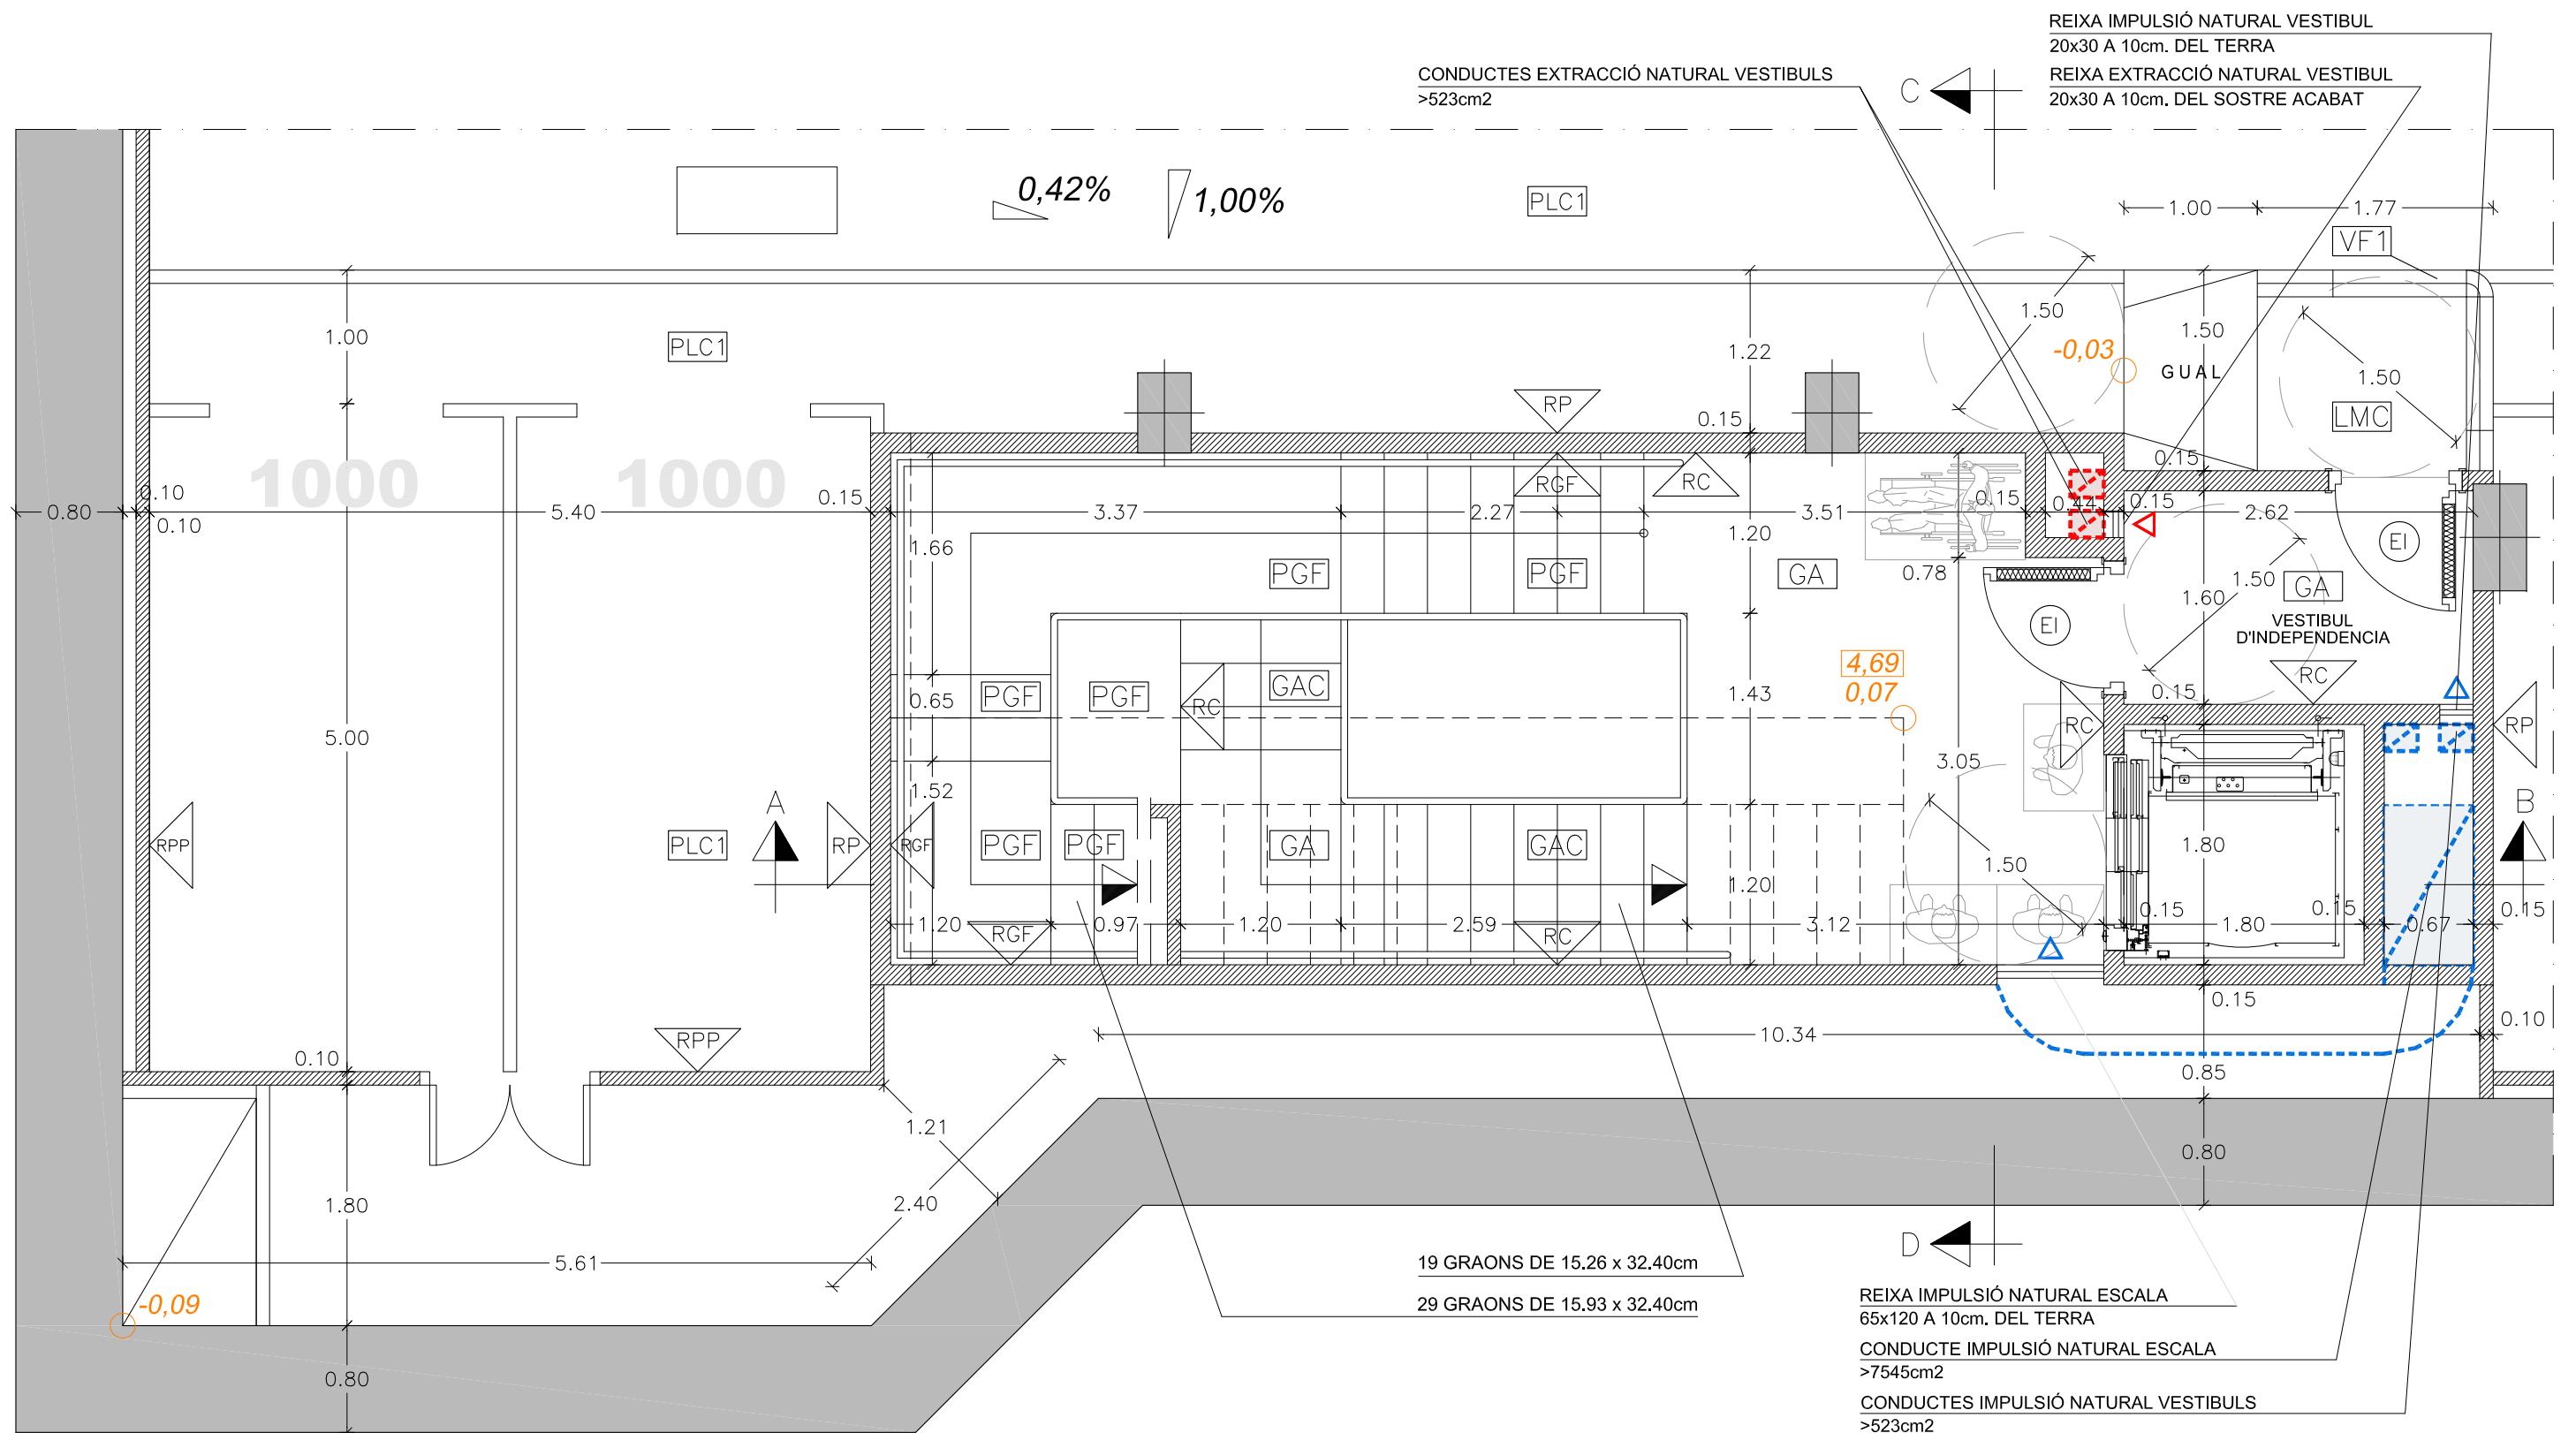 REIXA IMPULSIÓ NATURAL VESTIBUL
20x30 A 10cm. DEL TERRA
CONDUCTES EXTRACCIÓ NATURAL VESTIBULS
>523cm2
C
REIXA EXTRACCIÓ NATURAL VESTIBUL
20x30 A 10cm. DEL SOSTRE ACABAT
0,42%
1,00%
PLC1
1.00
1.77
VF1
1.00
PLC1
1.22
1.50
-0,03
1.50
GUAL
1.50
LMC
RP
0.15
0.15
1000
1000
0.80
0.10
0.10
5.40
0.15
3.37
RGF
2.27
RC
3.51
0.15
0.44
0.15
2.62
1.66
1.20
EI
PGF
PGF
GA
0.78
1.50
GA
1.60
EI
VESTIBUL
D'INDEPENDENCIA
4,69
0,07
0.65
PGF
PGF
RC
GAC
1.43
0.15
RC
RC
RP
5.00
3.05
1.52
A
B
RPP
PLC1
RP
RGF
PGF
PGF
GA
GAC
1.20
1.50
1.80
1.20
RGF
0.97
1.20
2.59
RC
3.12
0.15
1.80
0.15
0.67
0.15
0.15
0.10
RPP
10.34
0.10
0.85
1.21
0.80
2.40
1.80
5.61
D
19 GRAONS DE 15.26 x 32.40cm
29 GRAONS DE 15.93 x 32.40cm
-0,09
REIXA IMPULSIÓ NATURAL ESCALA
65x120 A 10cm. DEL TERRA
CONDUCTE IMPULSIÓ NATURAL ESCALA
>7545cm2
0.80
CONDUCTES IMPULSIÓ NATURAL VESTIBULS
>523cm2